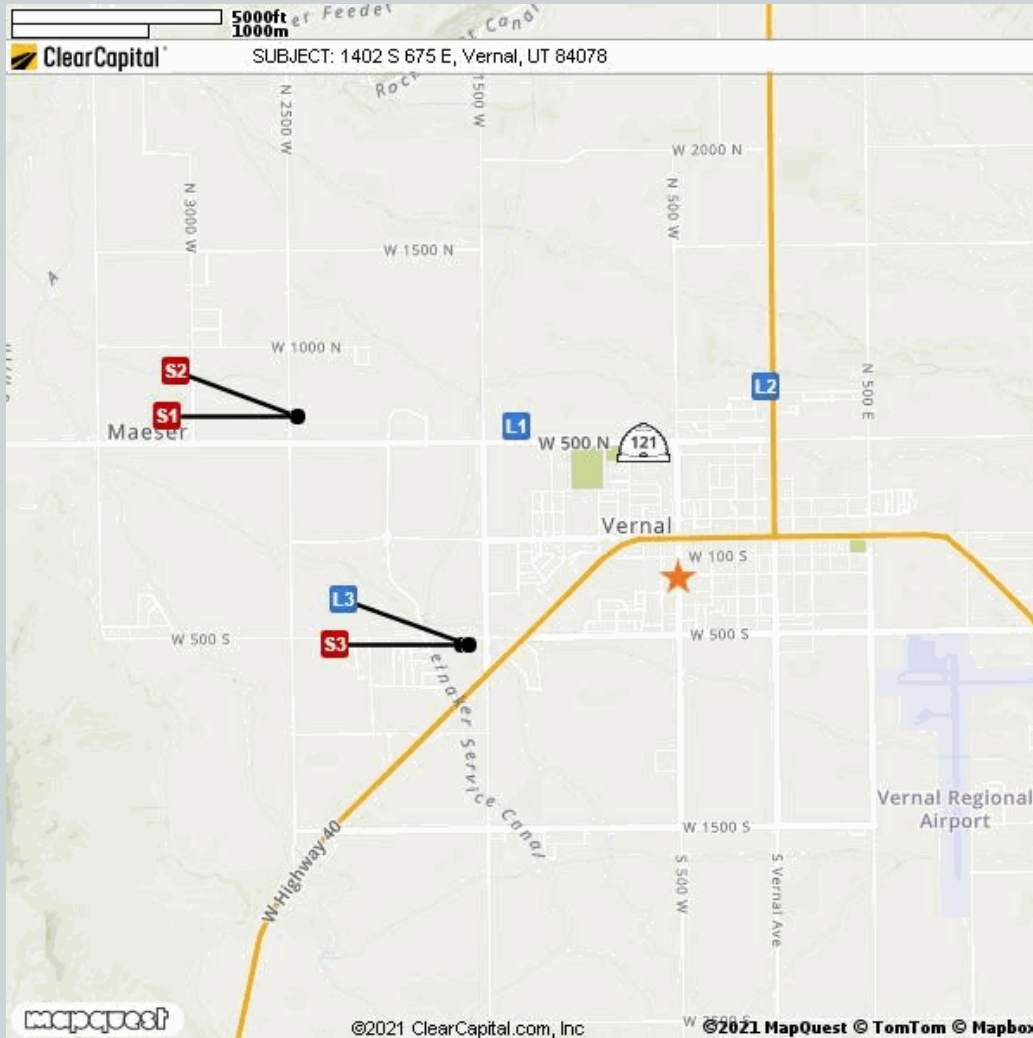 5000ft
1000m
er Feeder
Canal
ClearCapital
SUBJECT: 1402 S 675 E, Vernal, UT 84078
N 2500 W
1500 W
W 2000 N
N 3000 W
N 500 W
W 1500 N
A
W 1000 N
S2
L2
N 500 E
S1
Maeser
L1
W 500 N
121
Vernal
W 100 S
L3
W 500 S
S3
W 500 S
einaker Service Canal
Vernal Regional
Airport
W 1500 S
W Highway 40
S 500 W
S Vernal Ave
mapquest
©2021 ClearCapital.com, Inc
©2021 MapQuest © TomTom © Mapbox